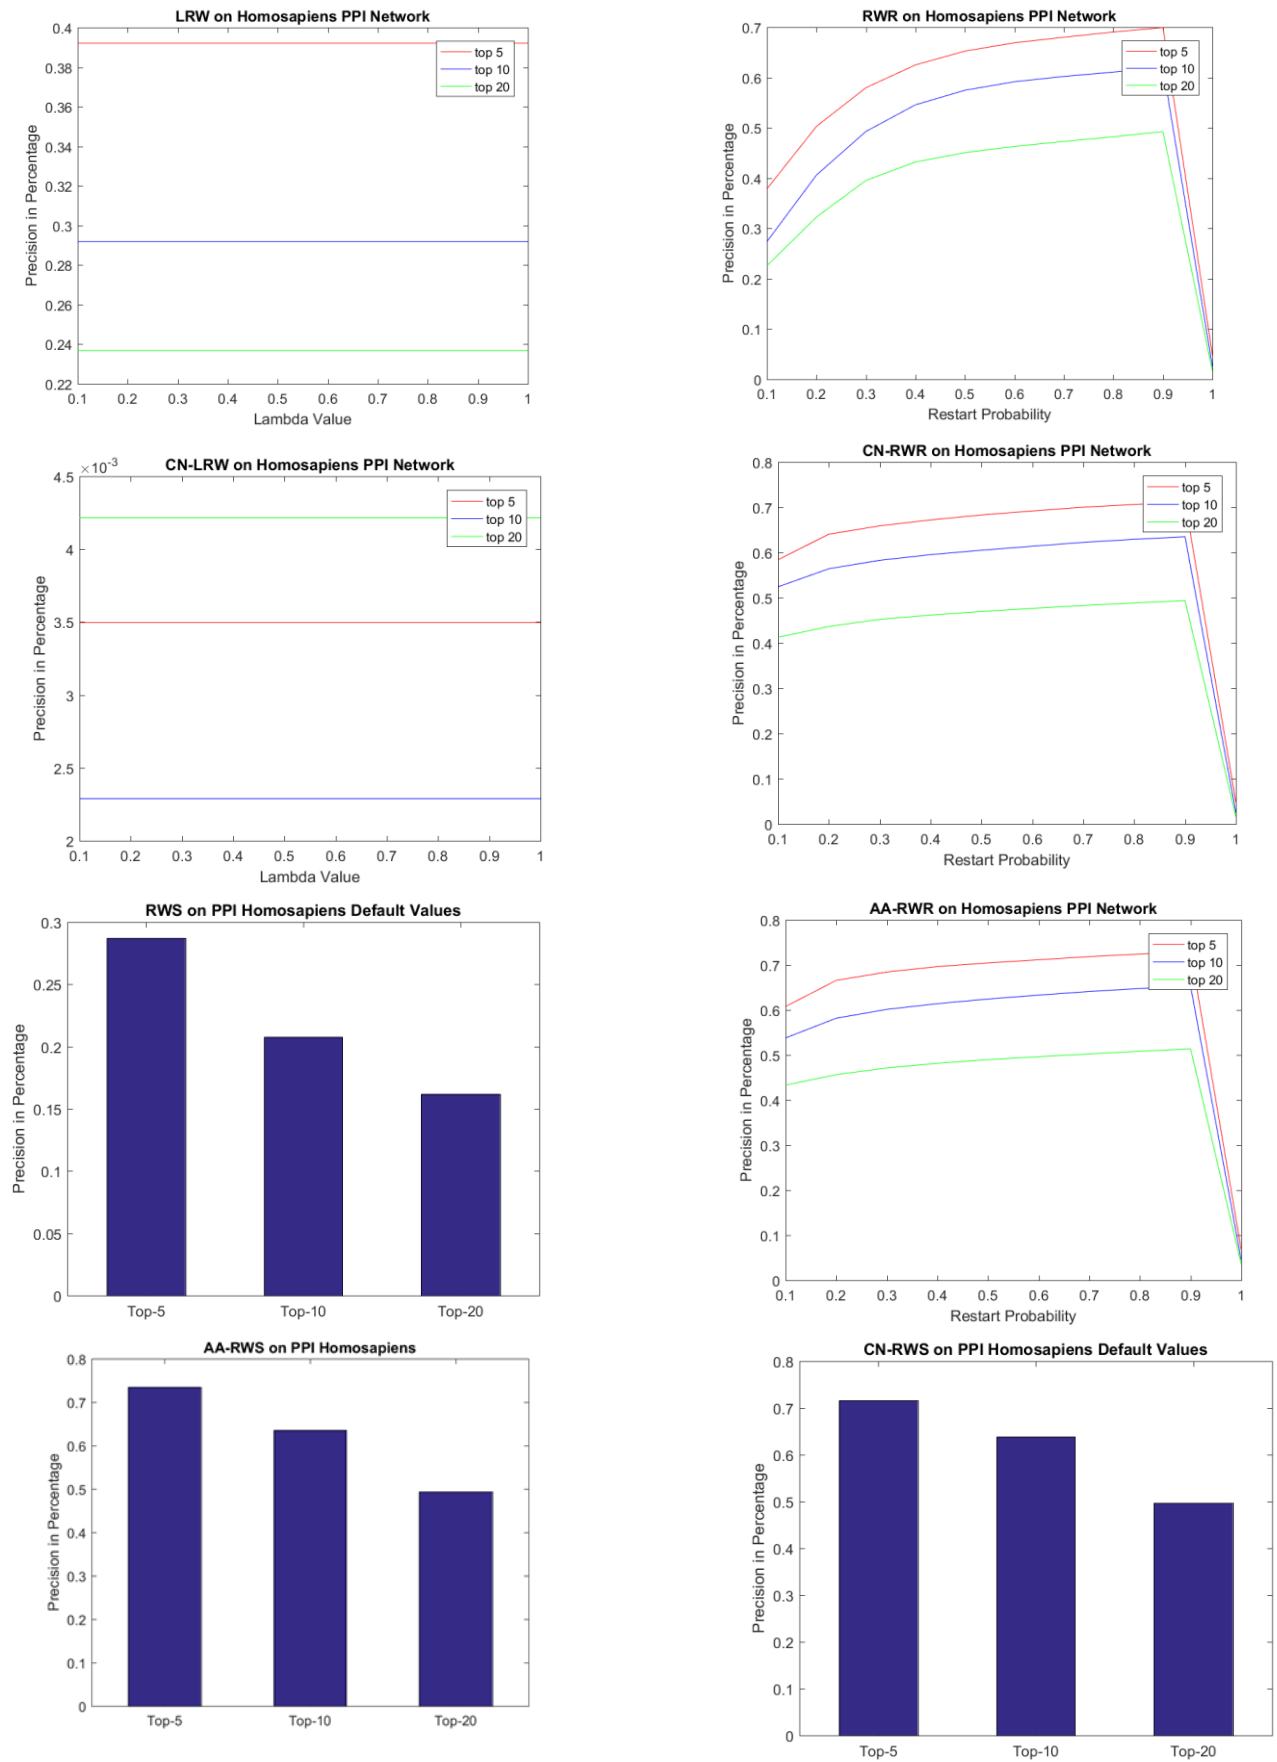 LRW on Homosapiens PPI Network
0.4
0.38
0.36
0.34
0.32
0.3
0.28
0.26
0.24
0.22
Precision in Percentage
top 5
top 10
top 20
0.1 0.2 0.3 0.4 0.5 0.6 0.7 0.8 0.9 1
Lambda Value
RWR on Homosapiens PPI Network
0.7
0.6
0.5
0.4
0.3
0.2
0.1
0
Precision in Percentage
top 5
top 10
top 20
0.1 0.2 0.3 0.4 0.5 0.6 0.7 0.8 0.9 1
Restart Probability
CN-LRW on Homosapiens PPI Network
×10-3
4.5
4
3.5
3
2.5
2
Precision in Percentage
top 5
top 10
top 20
0.1 0.2 0.3 0.4 0.5 0.6 0.7 0.8 0.9 1
Lambda Value
CN-RWR on Homosapiens PPI Network
0.8
0.7
0.6
0.5
0.4
0.3
0.2
0.1
0
Precision in Percentage
top 5
top 10
top 20
0.1 0.2 0.3 0.4 0.5 0.6 0.7 0.8 0.9 1
Restart Probability
RWS on PPI Homosapiens Default Values
0.3
0.25
0.2
0.15
0.1
0.05
0
Precision in Percentage
Top-5 Top-10 Top-20
AA-RWR on Homosapiens PPI Network
0.8
0.7
0.6
0.5
0.4
0.3
0.2
0.1
0
Precision in Percentage
top 5
top 10
top 20
0.1 0.2 0.3 0.4 0.5 0.6 0.7 0.8 0.9 1
Restart Probability
AA-RWS on PPI Homosapiens
0.8
0.7
0.6
0.5
0.4
0.3
0.2
0.1
0
Precision in Percentage
Top-5 Top-10 Top-20
CN-RWS on PPI Homosapiens Default Values
0.8
0.7
0.6
0.5
0.4
0.3
0.2
0.1
0
Precision in Percentage
Top-5 Top-10 Top-20